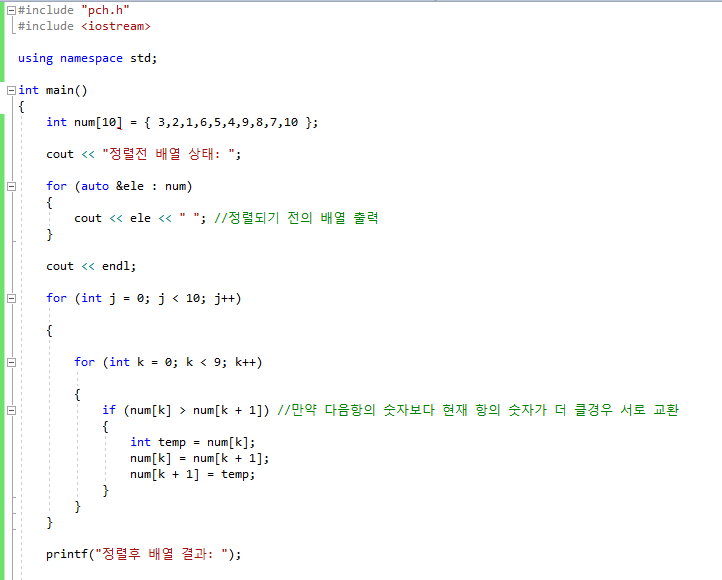 #include "pch.h"
#include <iostream>
using namespace std;
int main()
{
int num[10] = { 3,2,1,6,5,4,9,8,7,10 };
cout << "정렬전 배열 상태: ";
for (auto &ele : num)
{
cout << ele << " "; //정렬되기 전의 배열 출력
}
cout << endl;
for (int j = 0; j < 10; j++)
{
for (int k = 0; k < 9; k++)
{
if (num[k] > num[k + 1]) //만약 다음항의 숫자보다 현재 항의 숫자가 더 클경우 서로 교환
{
int temp = num[k];
num[k] = num[k + 1];
num[k + 1] = temp;
}
}
}
printf("정렬후 배열 결과: ");